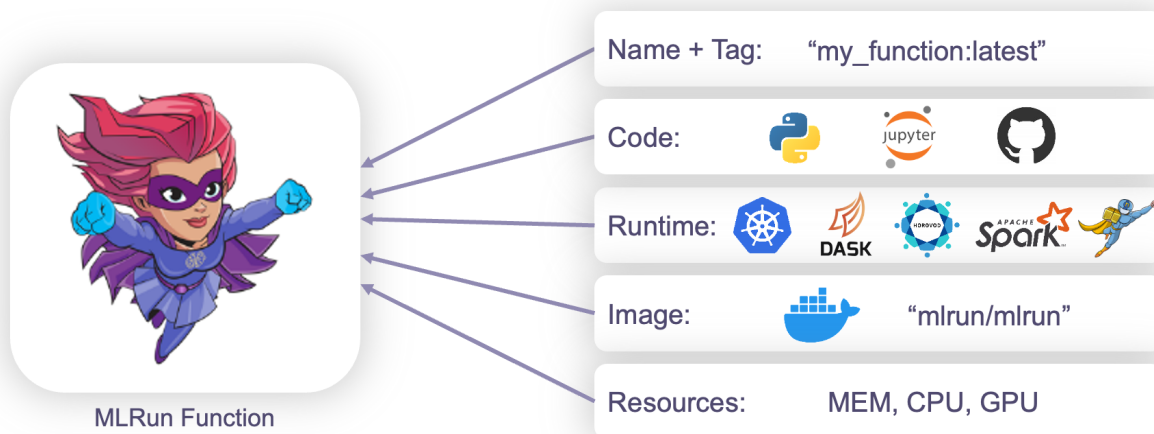 Name + Tag: “my_function:latest”
Code: jupyter
Runtime: DASK HOROVOD APACHE Spark™
Image: “mlrun/mlrun”
Resources: MEM, CPU, GPU
MLRun Function